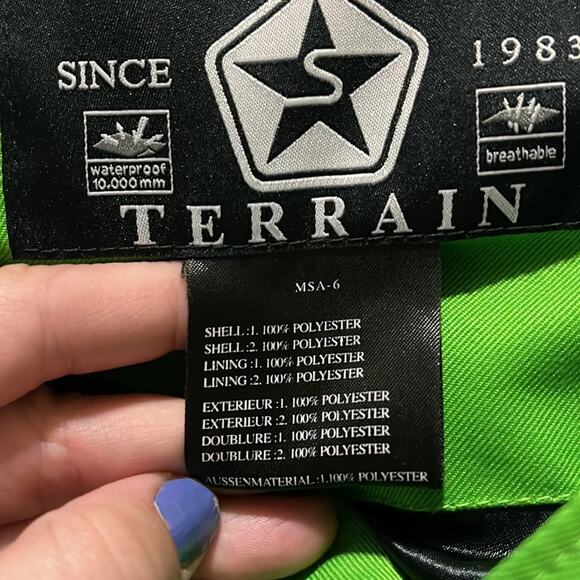 SINCE
S
1983
waterproof
10.000mm
breathable
TERRAIN
MSA-6
SHELL :1. 100% POLYESTER
SHELL :2. 100% POLYESTER
LINING :1. 100% POLYESTER
LINING :2. 100% POLYESTER
EXTERIEUR :1. 100% POLYESTER
EXTERIEUR :2. 100% POLYESTER
DOUBLURE :1. 100% POLYESTER
DOUBLURE :2. 100% POLYESTER
AUSSENMATERIAL :1.100% POLYESTER